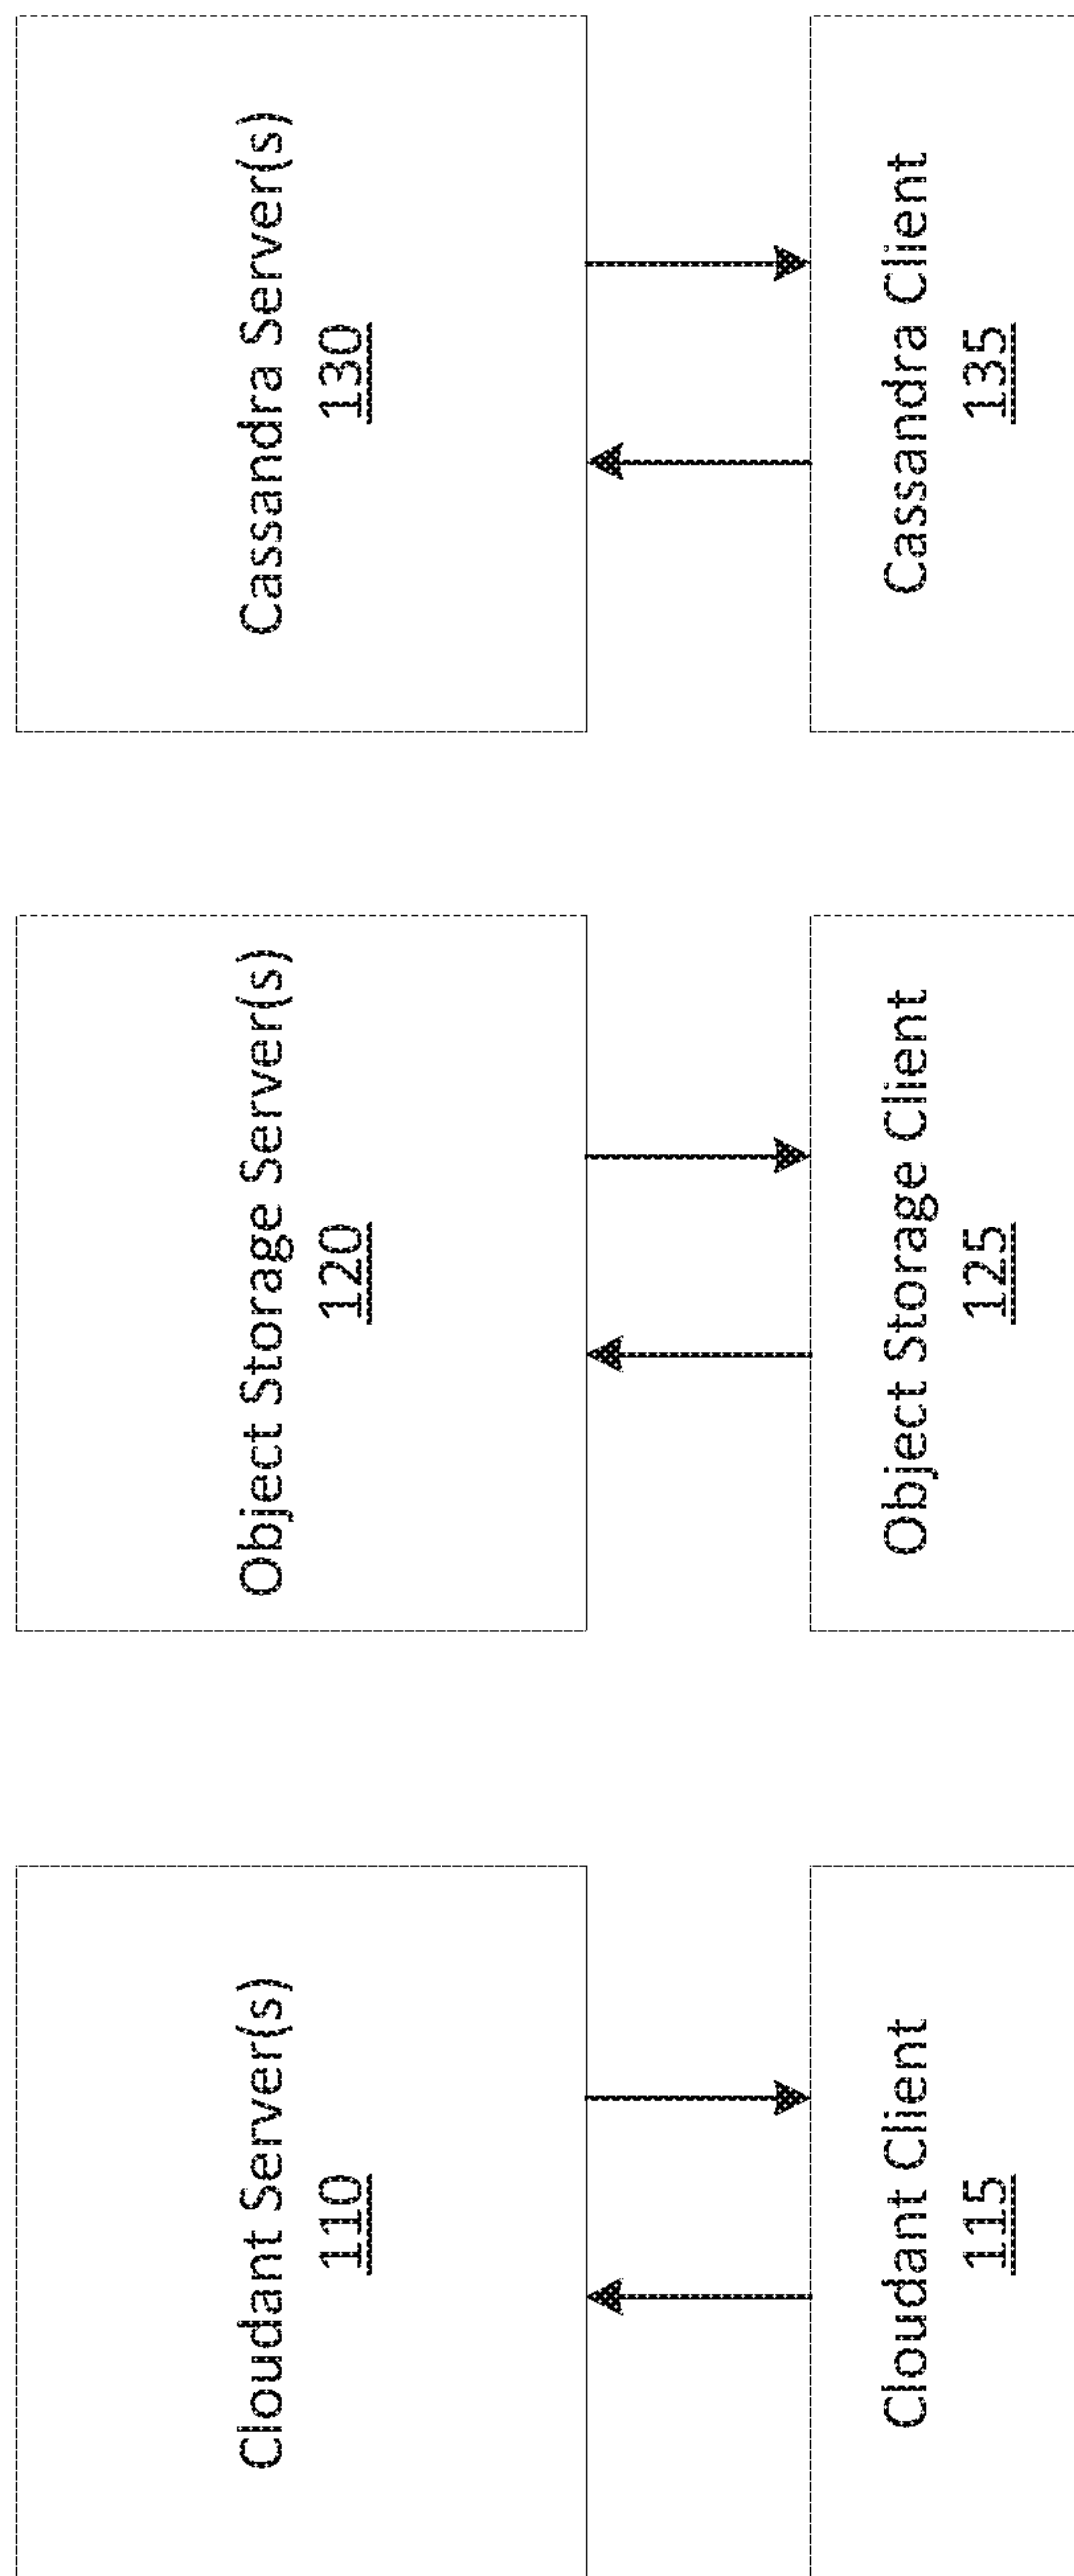 Cloudant Server(s)
110
Object Storage Server(s)
120
Cassandra Server(s)
130
Cloudant Client
115
Object Storage Client
125
Cassandra Client
135